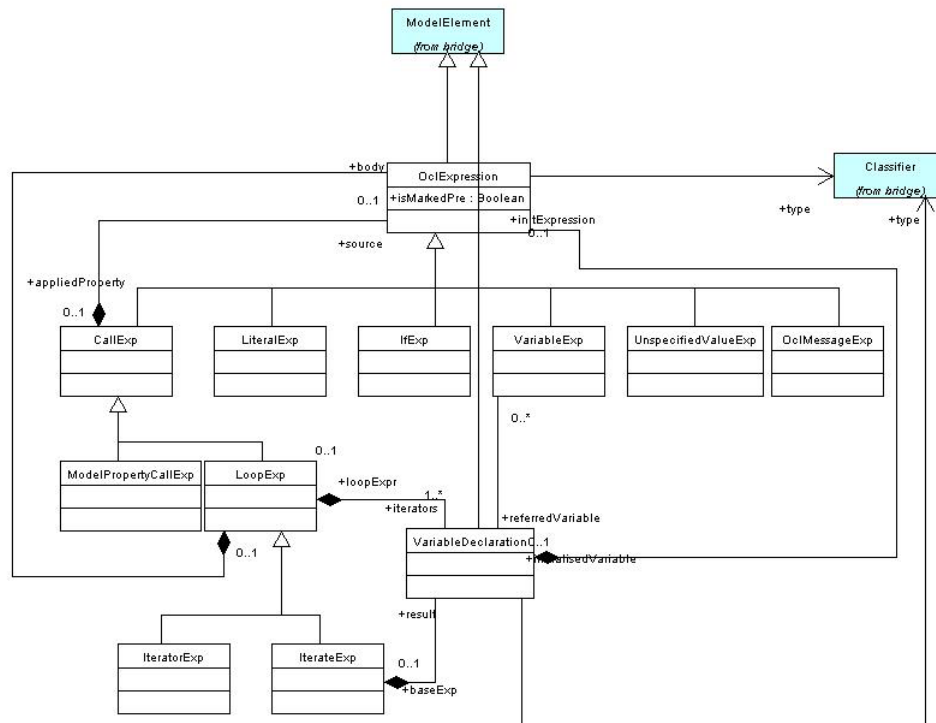 ModelElement
(from bridge)
+body
OclExpression
Classifier
(from bridge)
0..1
+isMarkedPre : Boolean
+type
+type
+initExpression
0..1
+source
+appliedProperty
0..1
CallExp
LiteralExp
IfExp
VariableExp
UnspecifiedValueExp
OclMessageExp
0..*
0..1
ModelPropertyCallExp
LoopExp
+loopExpr
1..*
+iterators
+referredVariable
0..1
VariableDeclaration
0..1
+initialisedVariable
+result
IteratorExp
IterateExp
0..1
+baseExp